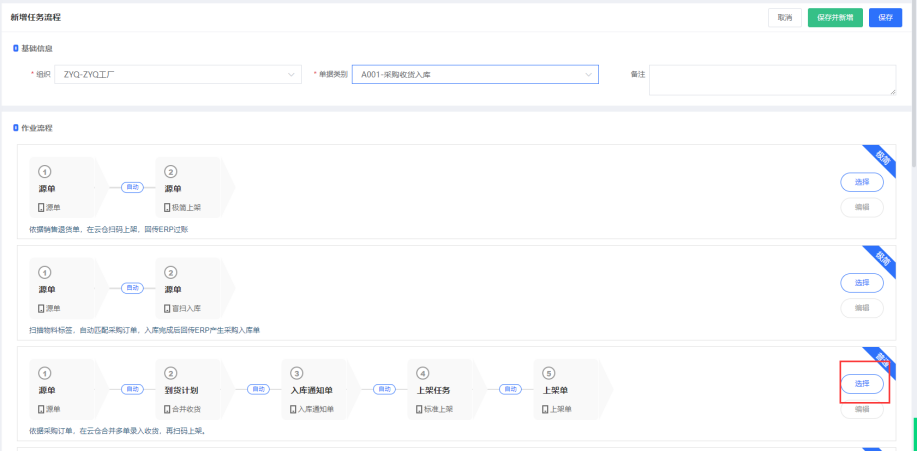 新增任务流程
取消 保存并新增 保存
基础信息
* 组织 ZYQ-ZYQ工厂 * 单据类别 A001-采购收货入库 备注
作业流程
极简
① ②
源单 自动 源单 选择
源单 极简上架 编辑
依据销售退货单，在云仓扫码上架，回传ERP过账
极简
① ②
源单 自动 源单 选择
源单 盲扫入库 编辑
扫描物料标签，自动匹配采购订单，入库完成后回传ERP产生采购入库单
① ② ③ ④ ⑤
源单 自动 到货计划 自动 入库通知单 自动 上架任务 自动 上架单 选择
源单 合并收货 入库通知单 标准上架 上架单 编辑
依据采购订单，在云仓合并多单录入收货，再扫码上架。